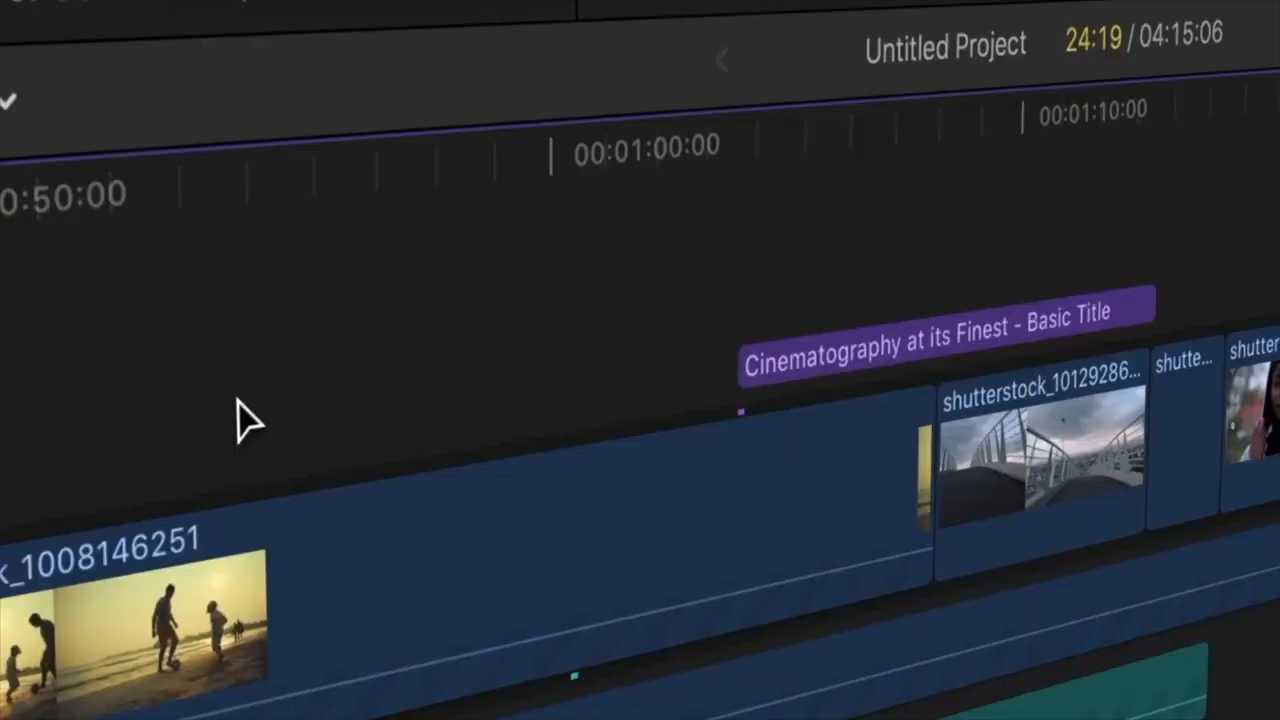 Untitled Project 24:19 / 04:15:06
0:50:00 00:01:00:00 00:01:10:00
Cinematography at its Finest - Basic Title
k_1008146251 shutterstock_10129286... shutte... shutter